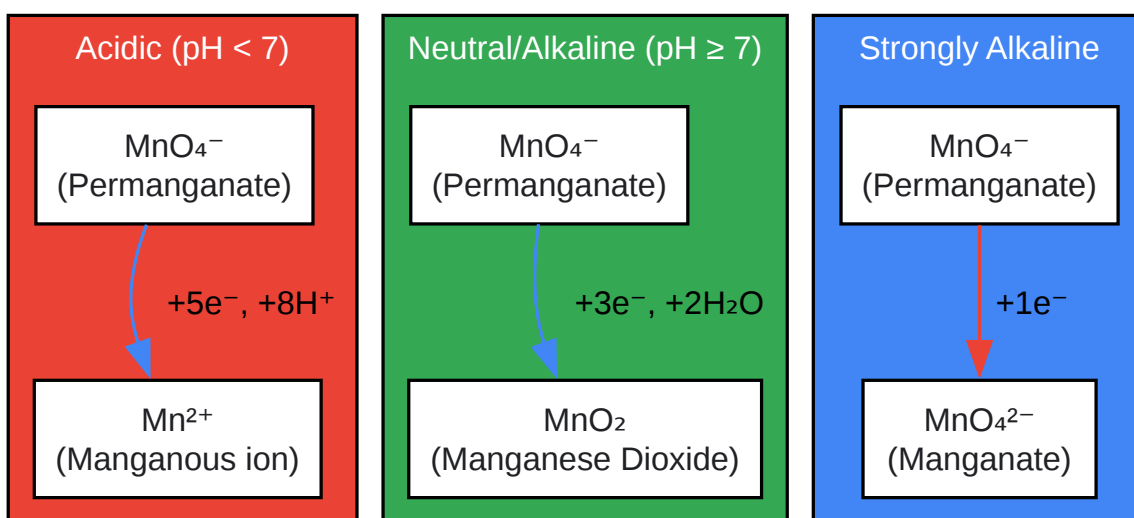 Acidic (pH < 7)
MnO₄⁻
(Permanganate)
+5e⁻, +8H⁺
Mn²⁺
(Manganous ion)
Neutral/Alkaline (pH ≥ 7)
MnO₄⁻
(Permanganate)
+3e⁻, +2H₂O
MnO₂
(Manganese Dioxide)
Strongly Alkaline
MnO₄⁻
(Permanganate)
+1e⁻
MnO₄²⁻
(Manganate)